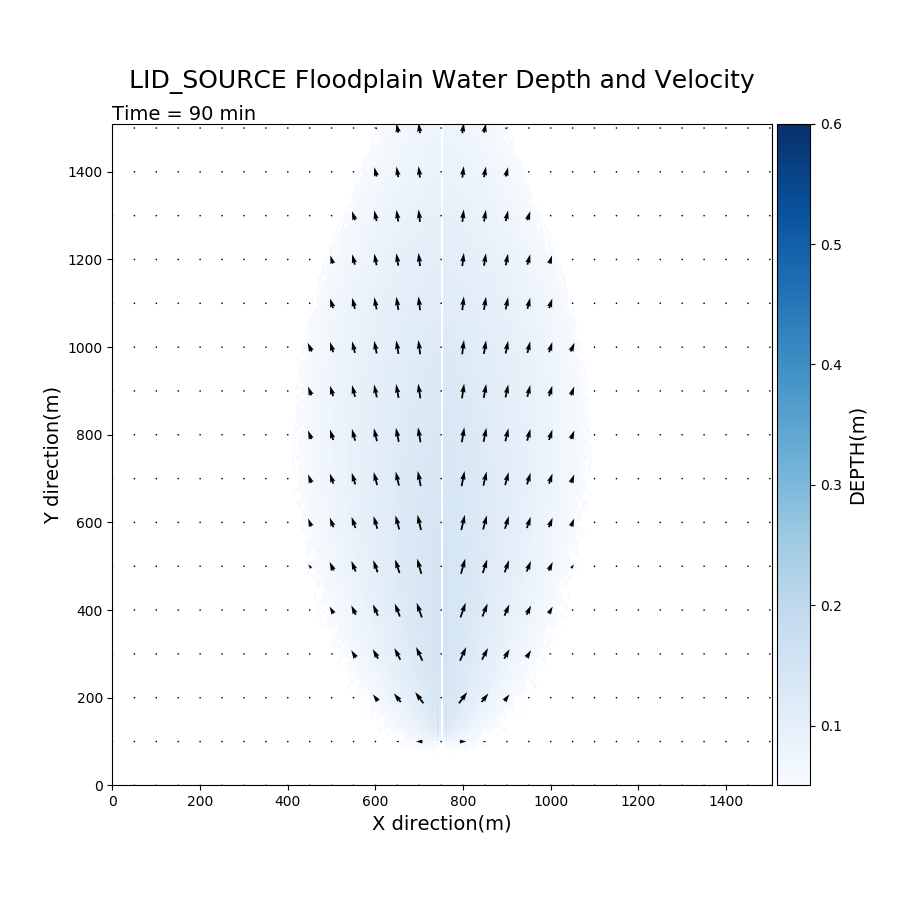 LID_SOURCE Floodplain Water Depth and Velocity
Time = 90 min
1400
1200
1000
800
600
400
200
0
Y direction(m)
0 200 400 600 800 1000 1200 1400
X direction(m)
0.6
0.5
0.4
0.3
0.2
0.1
DEPTH(m)